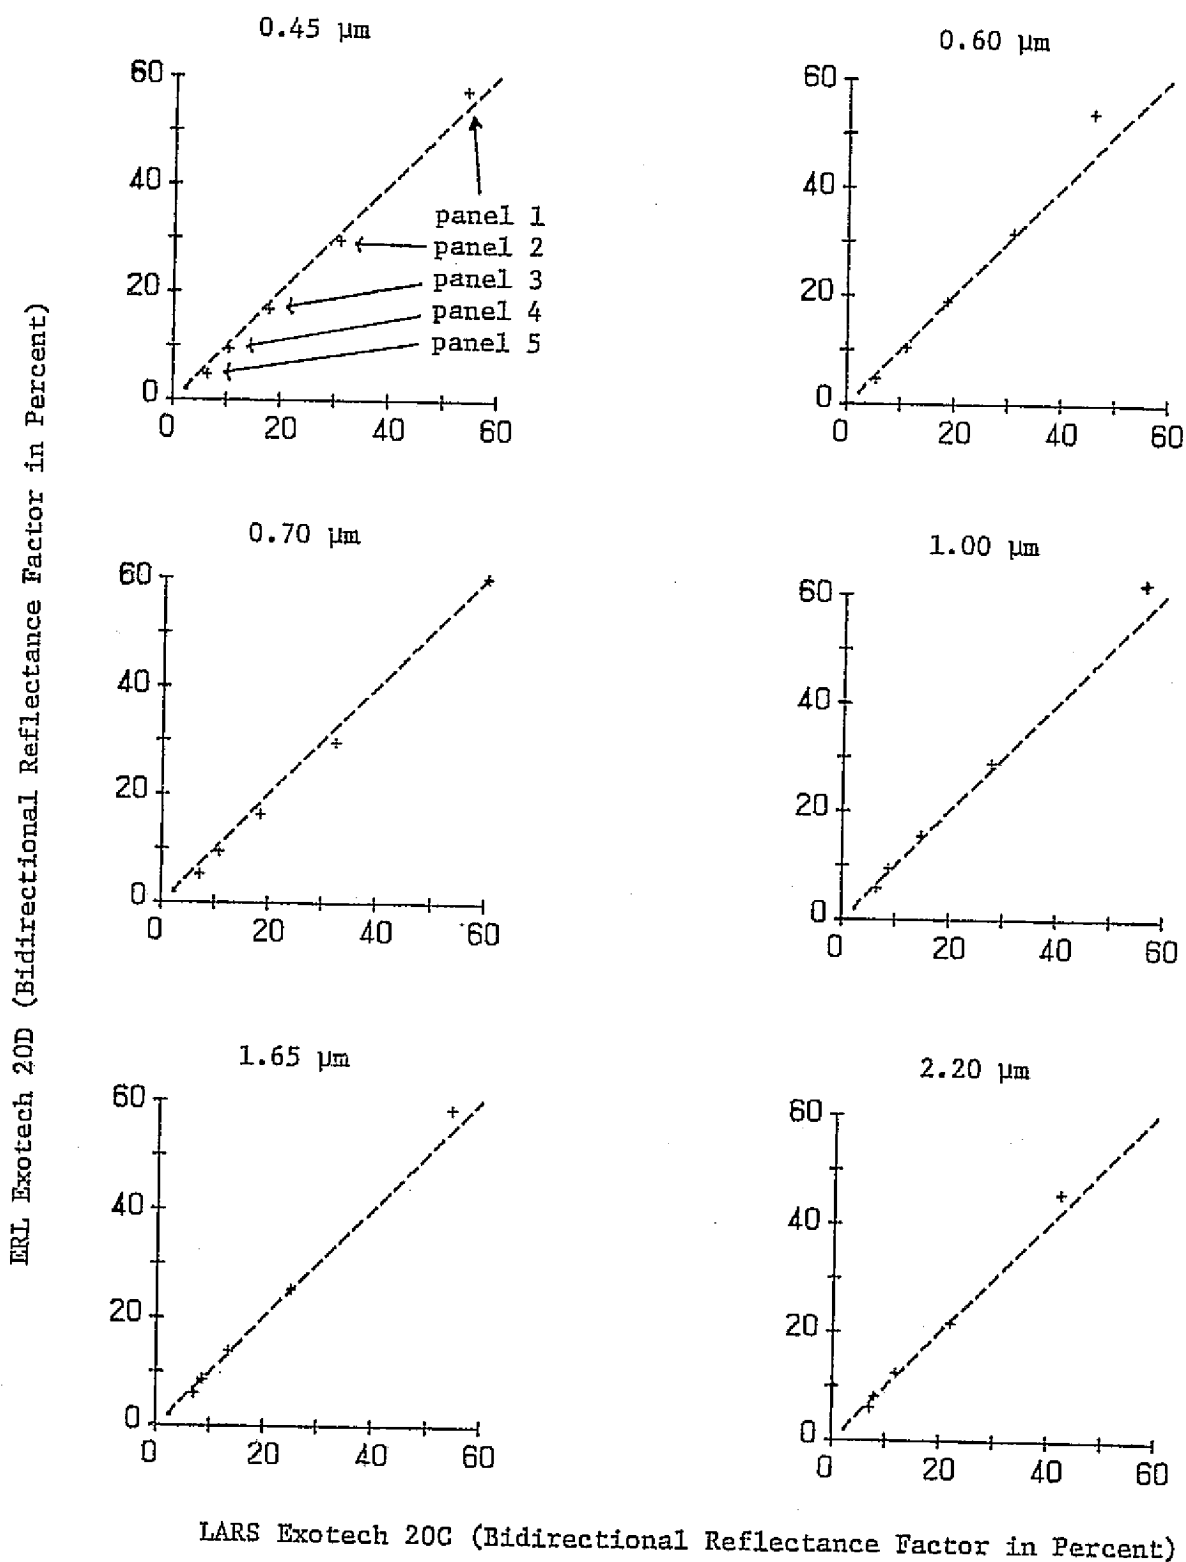 0.45 µm
60
40
20
0
0 20 40 60
panel 1
panel 2
panel 3
panel 4
panel 5
0.60 µm
60
40
20
0
0 20 40 60
0.70 µm
60
40
20
0
0 20 40 60
1.00 µm
60
40
20
0
0 20 40 60
1.65 µm
60
40
20
0
0 20 40 60
2.20 µm
60
40
20
0
0 20 40 60
ERL Exotech 20D (Bidirectional Reflectance Factor in Percent)
LARS Exotech 20C (Bidirectional Reflectance Factor in Percent)